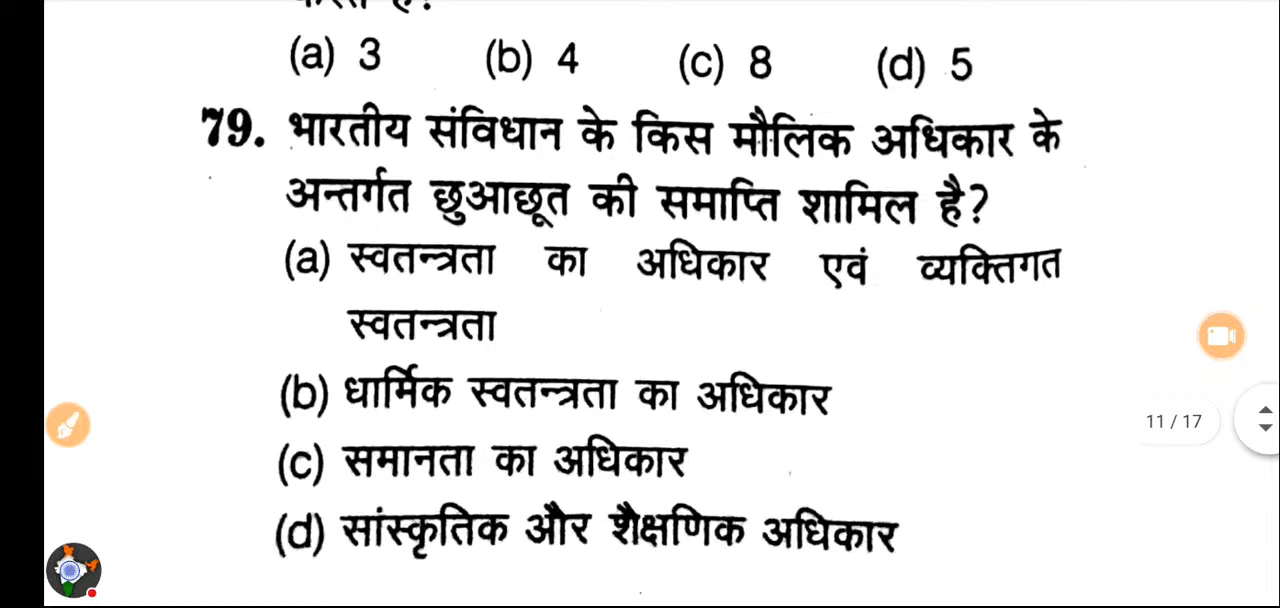 (a) 3 (b) 4 (c) 8 (d) 5
79. भारतीय संविधान के किस मौलिक अधिकार के
अन्तर्गत छुआछूत की समाप्ति शामिल है?
(a) स्वतन्त्रता का अधिकार एवं व्यक्तिगत
स्वतन्त्रता
(b) धार्मिक स्वतन्त्रता का अधिकार
11 / 17
(c) समानता का अधिकार
(d) सांस्कृतिक और शैक्षणिक अधिकार